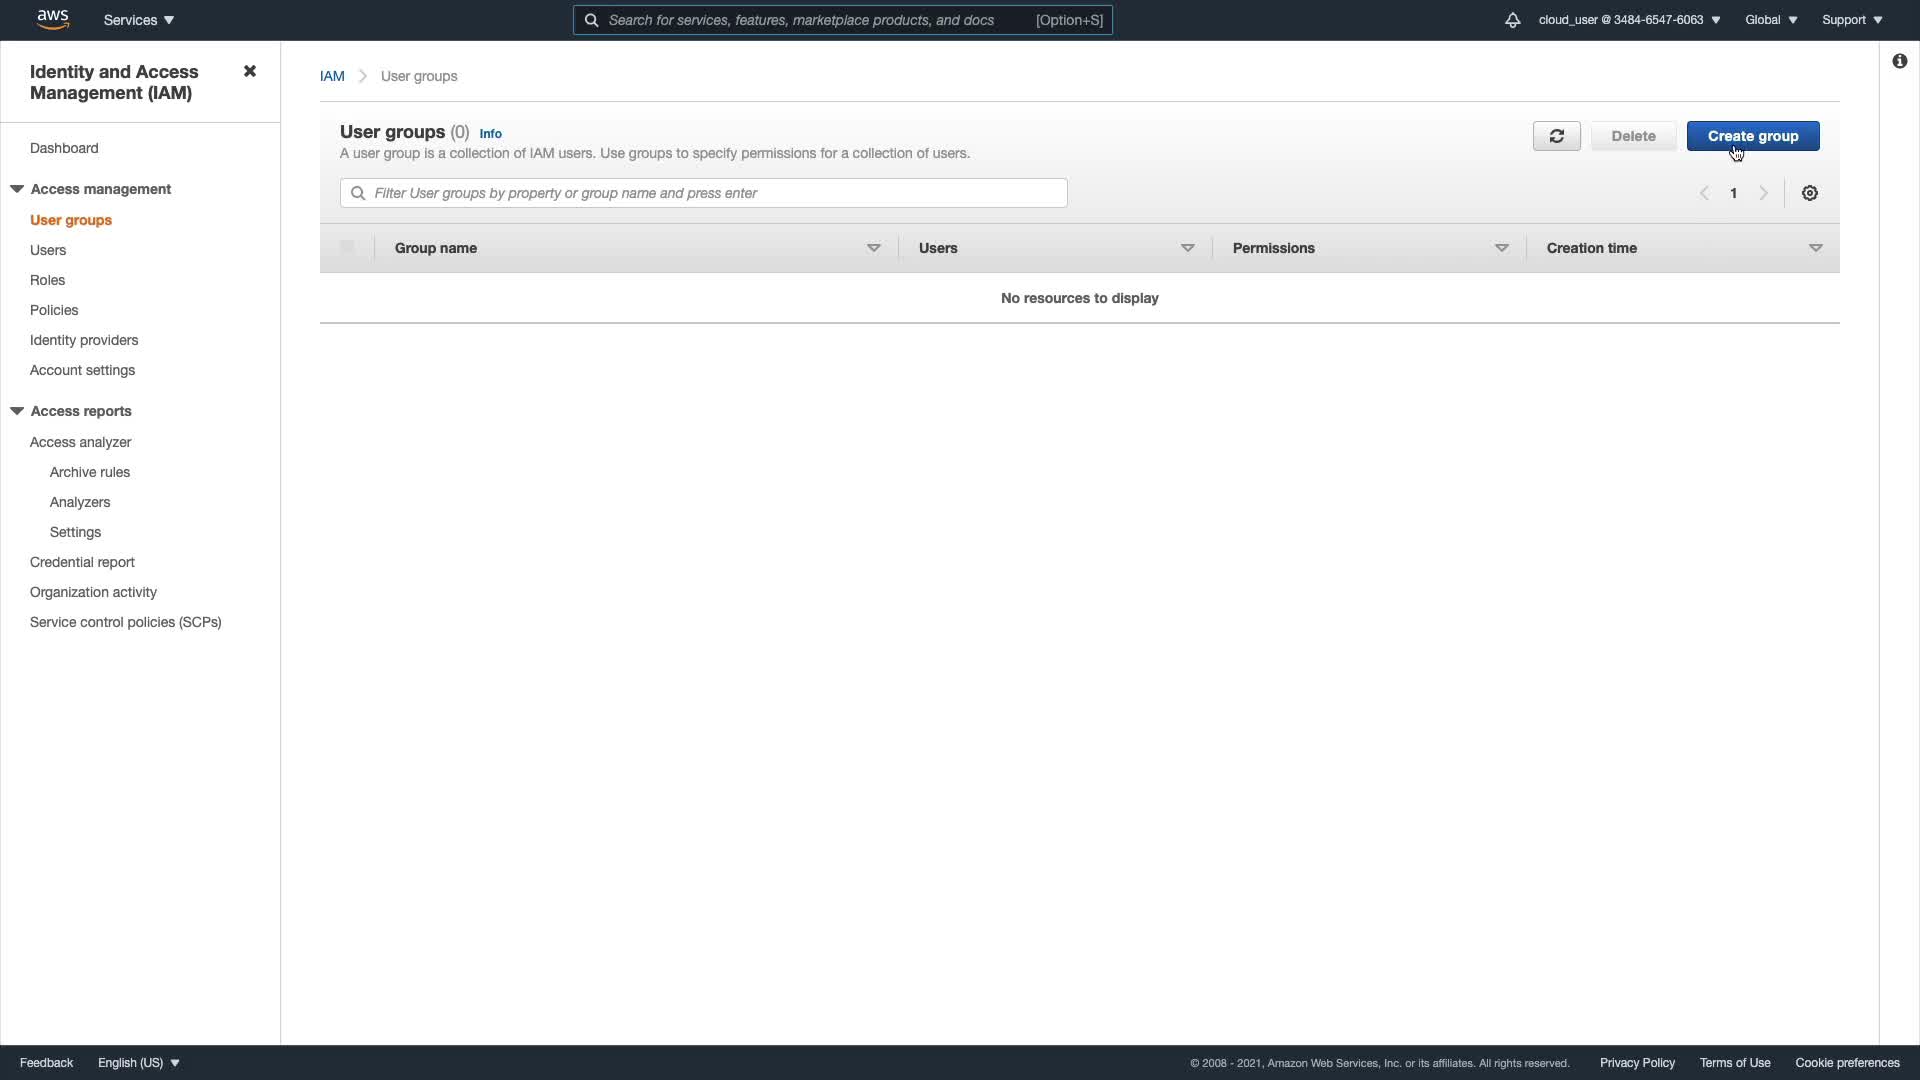 aws
Services
Search for services, features, marketplace products, and docs
[Option+S]
cloud_user @ 3484-6547-6063
Global
Support
Identity and Access
Management (IAM)
Dashboard
Access management
User groups
Users
Roles
Policies
Identity providers
Account settings
Access reports
Access analyzer
Archive rules
Analyzers
Settings
Credential report
Organization activity
Service control policies (SCPs)
IAM
User groups
User groups (0) Info
A user group is a collection of IAM users. Use groups to specify permissions for a collection of users.
Delete
Create group
Filter User groups by property or group name and press enter
1
Group name
Users
Permissions
Creation time
No resources to display
Feedback
English (US)
© 2008 - 2021, Amazon Web Services, Inc. or its affiliates. All rights reserved.
Privacy Policy
Terms of Use
Cookie preferences